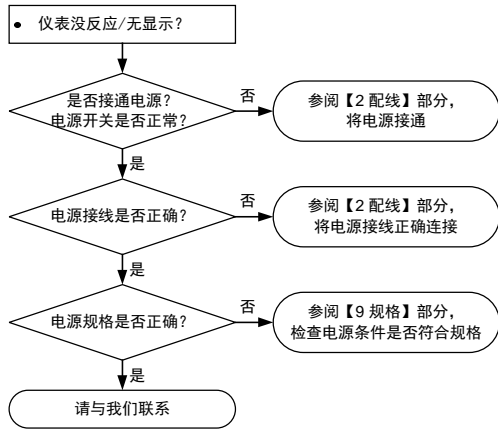 ● 仪表没反应/无显示？
是否接通电源？
电源开关是否正常？
否
参阅【2 配线】部分，
将电源接通
是
电源接线是否正确？
否
参阅【2 配线】部分，
将电源接线正确连接
是
电源规格是否正确？
否
参阅【9 规格】部分，
检查电源条件是否符合规格
是
请与我们联系